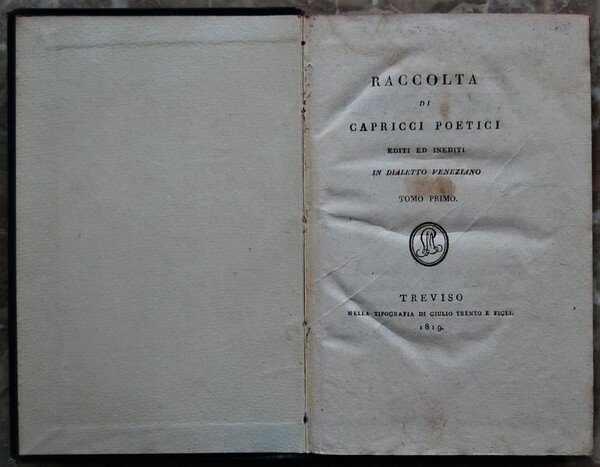 RACCOLTA
DI
CAPRICCI POETICI
EDITI ED INEDITI
IN DIALETTO VENEZIANO
TOMO PRIMO.
TREVISO
NELLA TIPOGRAFIA DI GIULIO TRENTO E FIGLI.
1819.